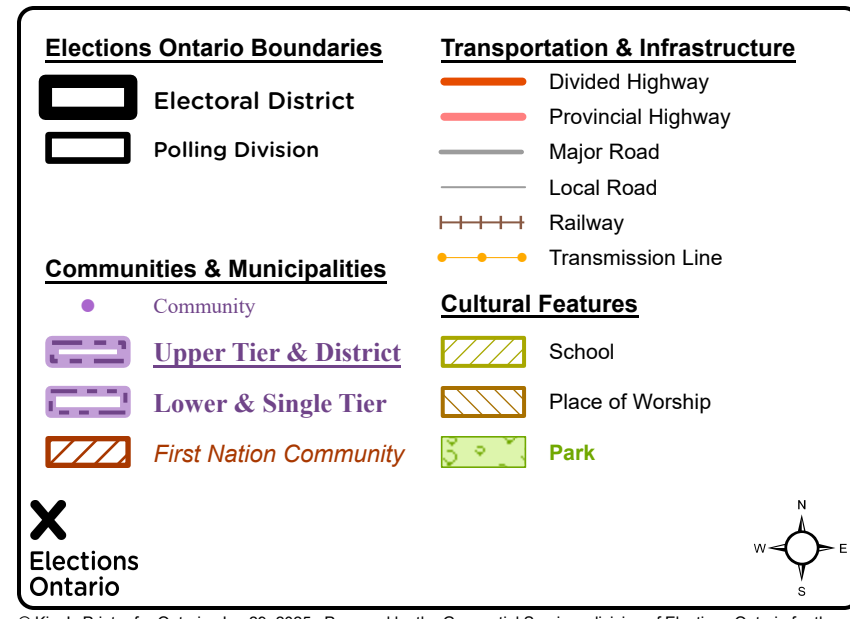 Elections Ontario Boundaries
Electoral District
Polling Division
Communities & Municipalities
Community
Upper Tier & District
Lower & Single Tier
First Nation Community
Transportation & Infrastructure
Divided Highway
Provincial Highway
Major Road
Local Road
Railway
Transmission Line
Cultural Features
School
Place of Worship
Park
Elections
Ontario
N
W E
S